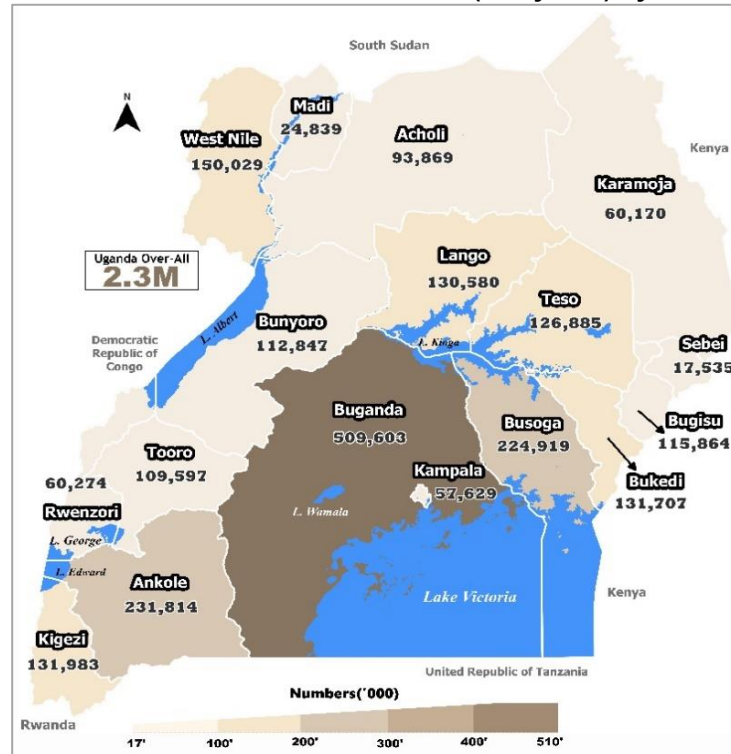 South Sudan
N
Madi
24,839
West Nile
150,029
Acholi
93,869
Kenya
Karamoja
60,170
Uganda Over-All
2.3M
Lango
130,580
Teso
126,885
L. Albert
Bunyoro
112,847
Democratic
Republic of
Congo
L. Kinga
Sebei
17,535
Buganda
509,603
Busoga
224,919
Bugisu
115,864
Tooro
109,597
Kampala
57,629
Bukedi
131,707
60,274
Rwenzori
L. Wamala
L. George
L. Edward
Ankole
231,814
Lake Victoria
Kenya
Kigezi
131,983
United Republic of Tanzania
Numbers('000)
Rwanda
17' 100' 200' 300' 400' 510'